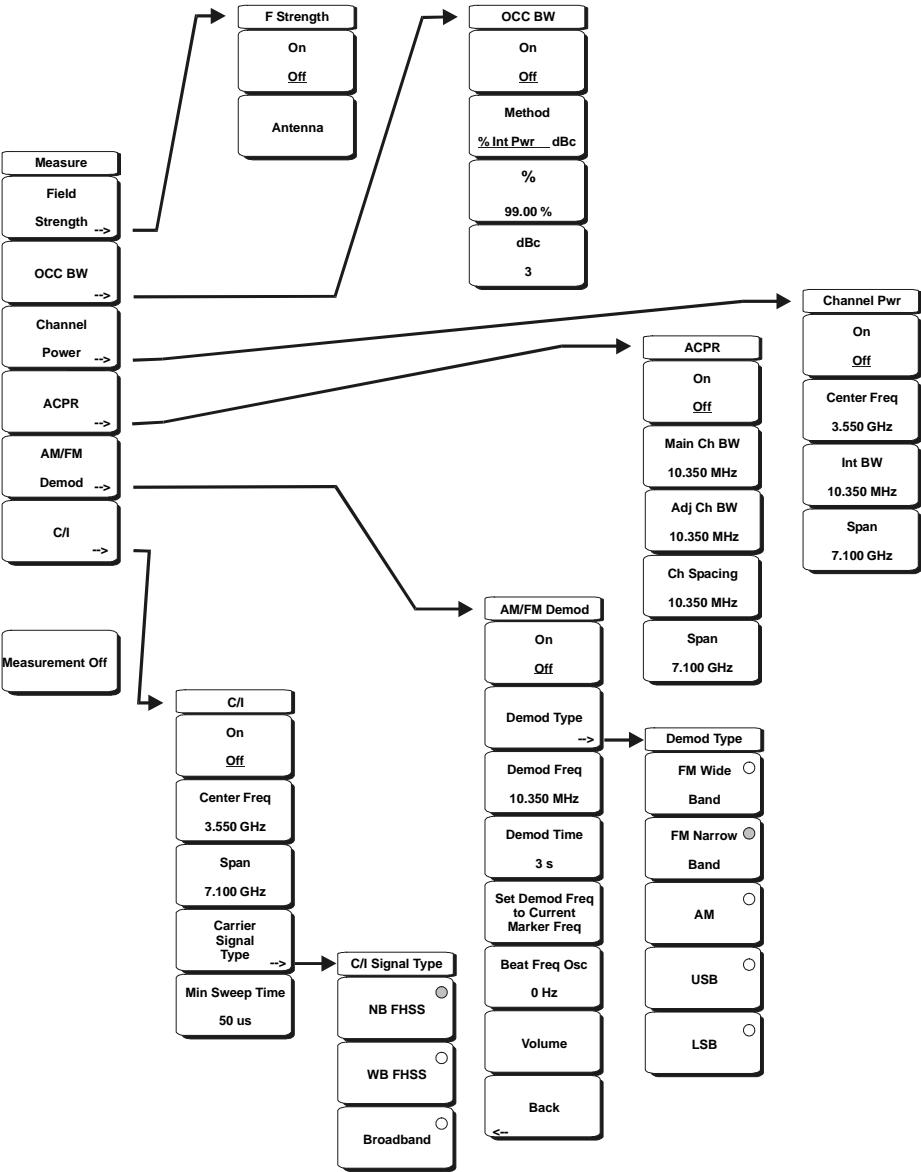 Measure
Field
Strength -->
OCC BW
-->
Channel
Power -->
ACPR
-->
AM/FM
Demod -->
C/I
-->
Measurement Off
F Strength
On
Off
Antenna
OCC BW
On
Off
Method
% Int Pwr dBc
%
99.00 %
dBc
3
Channel Pwr
On
Off
Center Freq
3.550 GHz
Int BW
10.350 MHz
Span
7.100 GHz
ACPR
On
Off
Main Ch BW
10.350 MHz
Adj Ch BW
10.350 MHz
Ch Spacing
10.350 MHz
Span
7.100 GHz
AM/FM Demod
On
Off
Demod Type
-->
Demod Freq
10.350 MHz
Demod Time
3 s
Set Demod Freq
to Current
Marker Freq
Beat Freq Osc
0 Hz
Volume
Back
<--
Demod Type
FM Wide
Band
FM Narrow
Band
AM
USB
LSB
C/I
On
Off
Center Freq
3.550 GHz
Span
7.100 GHz
Carrier
Signal
Type -->
Min Sweep Time
50 us
C/I Signal Type
NB FHSS
WB FHSS
Broadband